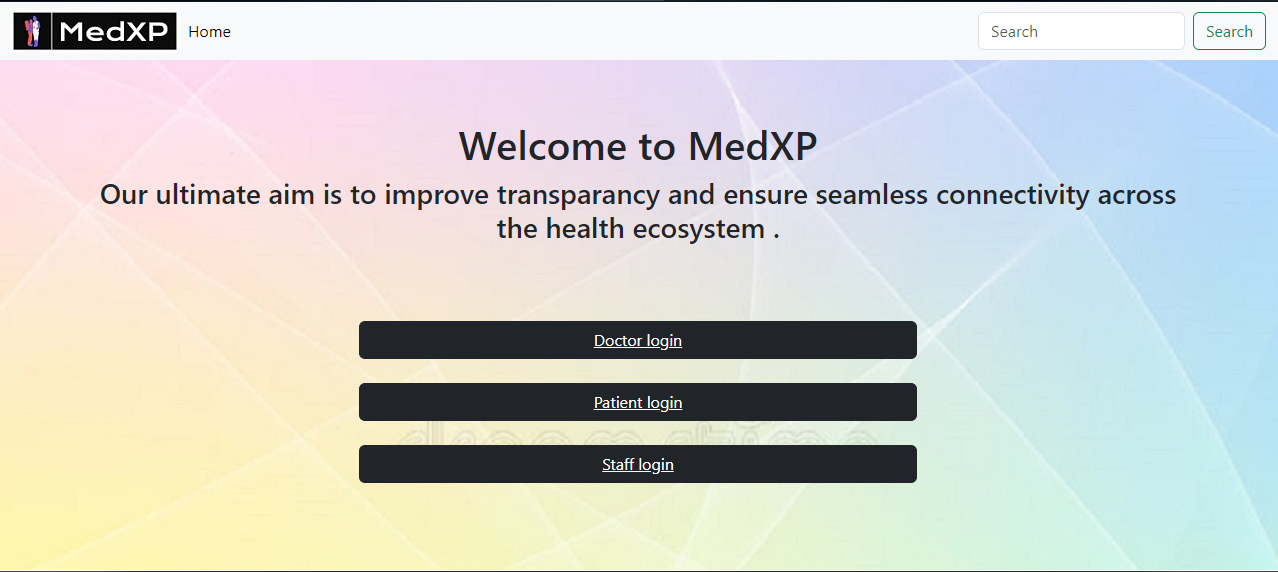 MedXP
Home
Search
Search
Welcome to MedXP
Our ultimate aim is to improve transparancy and ensure seamless connectivity across
the health ecosystem .
Doctor login
Patient login
dreamstime
Staff login